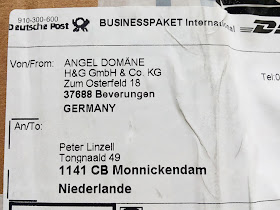 910-300-600
Deutsche Post BUSINESSPAKET International
Von/From: ANGEL DOMÄNE
H&G GmbH & Co. KG
Zum Osterfeld 18
37688 Beverungen
GERMANY
Tel:0
An/To:
Peter Linzell
Tongnaald 49
1141 CB Monnickendam
Niederlande